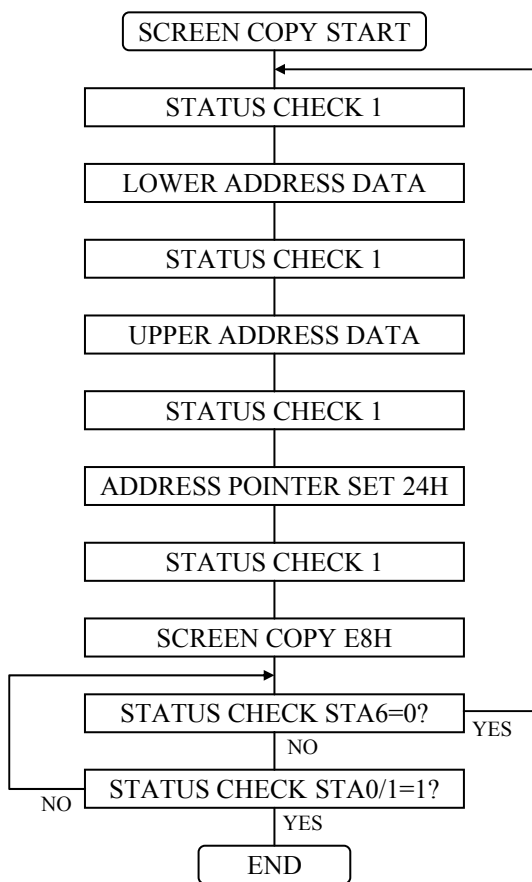 SCREEN COPY START
STATUS CHECK 1
LOWER ADDRESS DATA
STATUS CHECK 1
UPPER ADDRESS DATA
STATUS CHECK 1
ADDRESS POINTER SET 24H
STATUS CHECK 1
SCREEN COPY E8H
STATUS CHECK STA6=0?
YES
NO
STATUS CHECK STA0/1=1?
NO
YES
END